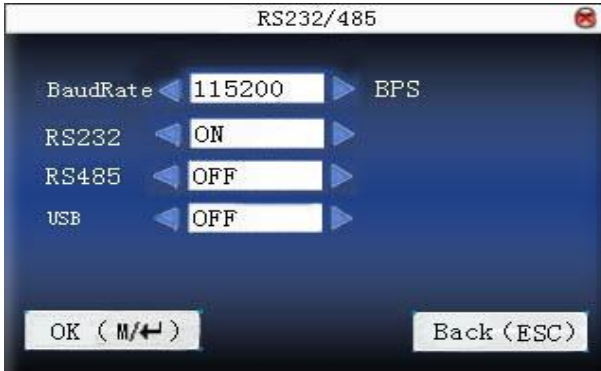 RS232/485
BaudRate 115200 BPS
RS232 ON
RS485 OFF
USB OFF
OK (M/↵) Back(ESC)